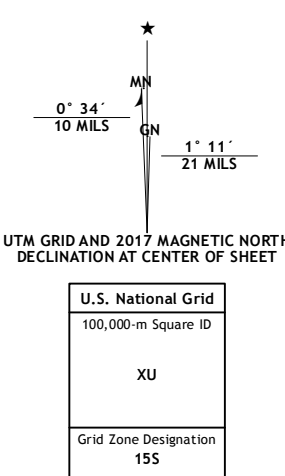 MN
0° 34´
10 MILS
GN
1° 11´
21 MILS
UTM GRID AND 2017 MAGNETIC NORTH
DECLINATION AT CENTER OF SHEET
U.S. National Grid
100,000-m Square ID
XU
Grid Zone Designation
15S